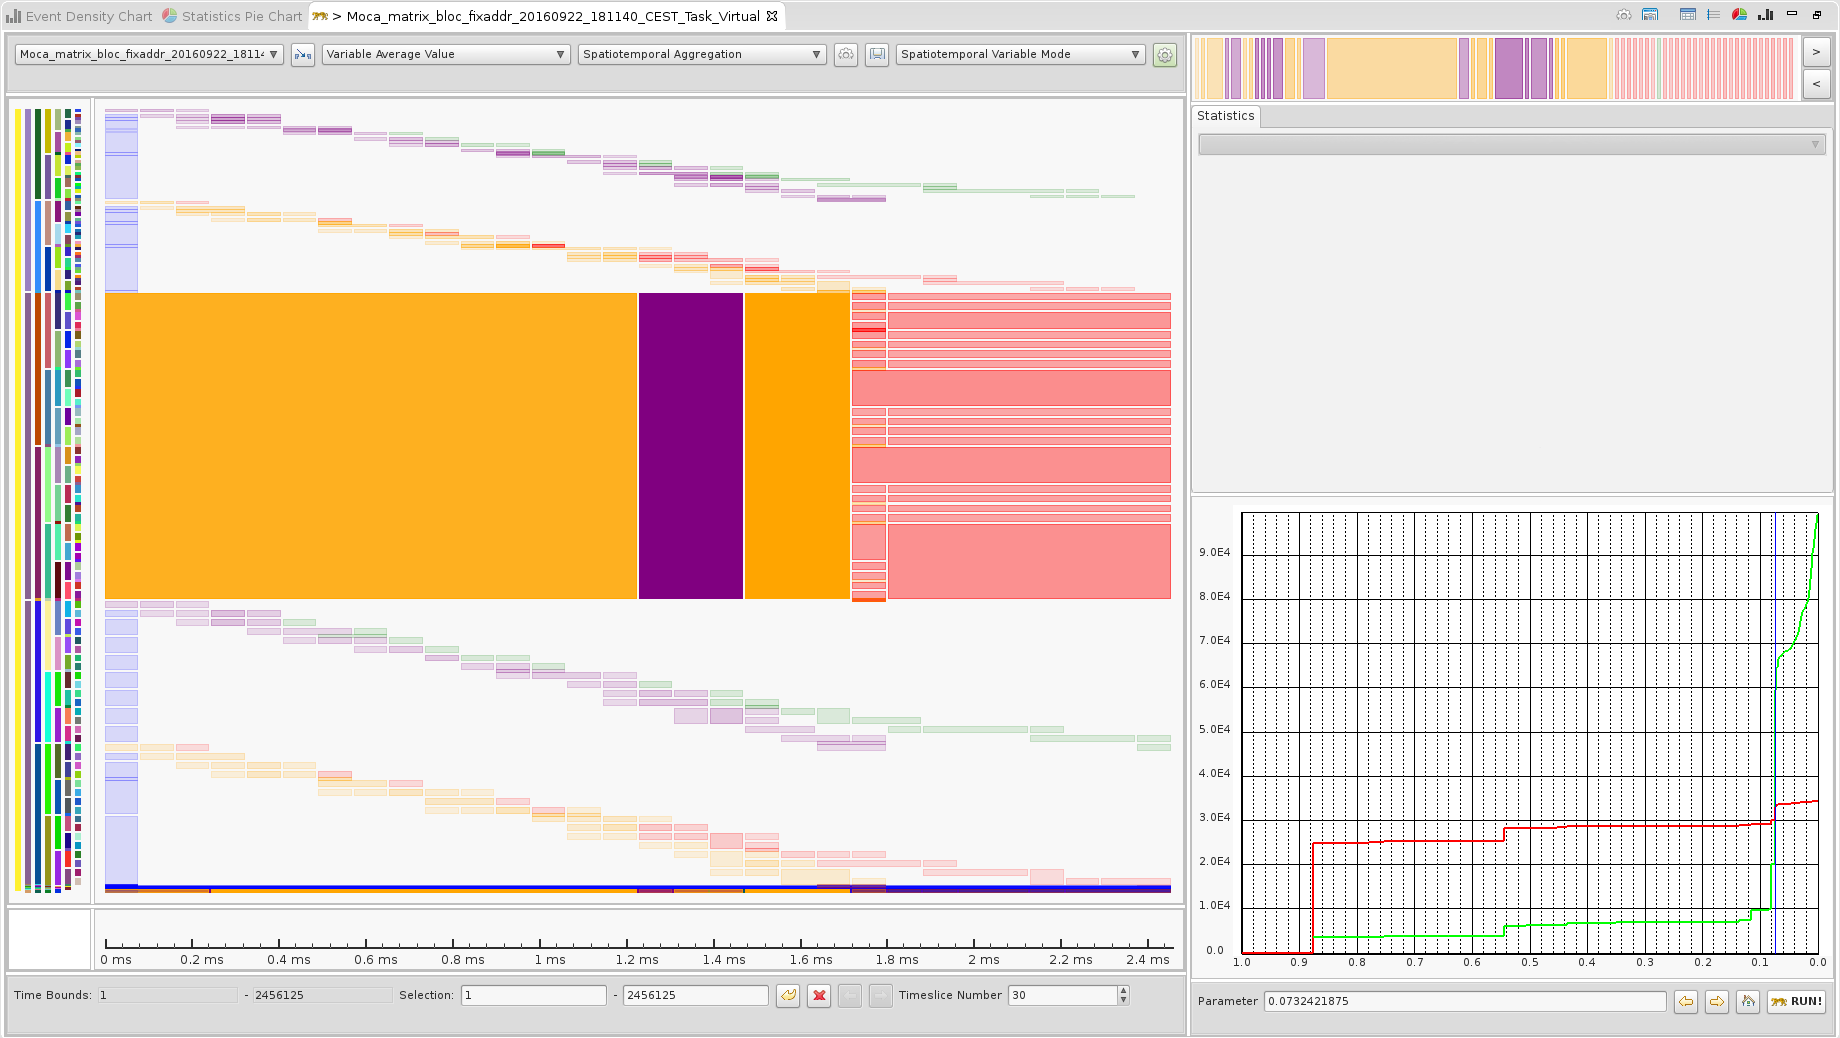 Event Density Chart
Statistics Pie Chart
> Moca_matrix_bloc_fixaddr_20160922_181140_CEST_Task_Virtual
Moca_matrix_bloc_fixaddr_20160922_1811
Variable Average Value
Spatiotemporal Aggregation
Spatiotemporal Variable Mode
>
<
Statistics
0 ms 0.2 ms 0.4 ms 0.6 ms 0.8 ms 1 ms 1.2 ms 1.4 ms 1.6 ms 1.8 ms 2 ms 2.2 ms 2.4 ms
Time Bounds: 1 - 2456125 Selection: 1 - 2456125 Timeslice Number 30
9.0E4
8.0E4
7.0E4
6.0E4
5.0E4
4.0E4
3.0E4
2.0E4
1.0E4
0.0
1.0 0.9 0.8 0.7 0.6 0.5 0.4 0.3 0.2 0.1 0.0
Parameter 0.0732421875 RUN!